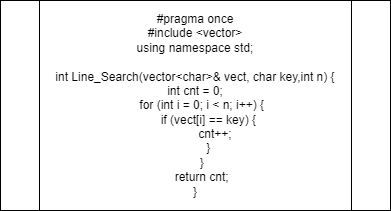 #pragma once
#include <vector>
using namespace std;
int Line_Search(vector<char>& vect, char key,int n) {
int cnt = 0;
for (int i = 0; i < n; i++) {
if (vect[i] == key) {
cnt++;
}
}
return cnt;
}